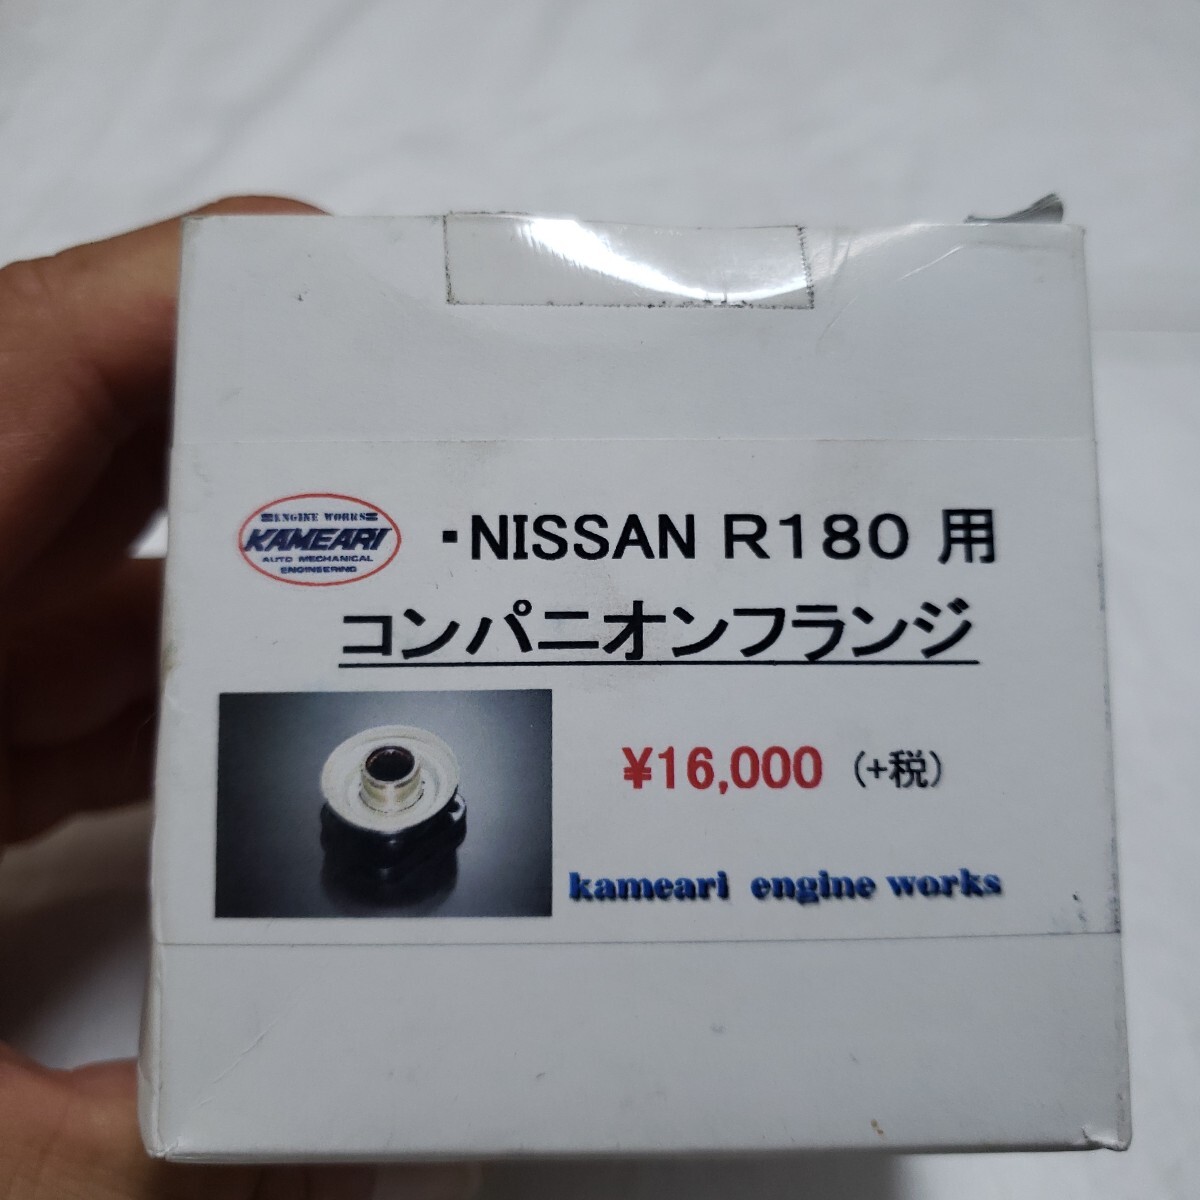 ENGINE WORKS
KAMEARI
AUTO MECHANICAL
ENGINEERING
・NISSAN R180 用
コンパニオンフランジ
¥16,000 (+税)
kameari engine works